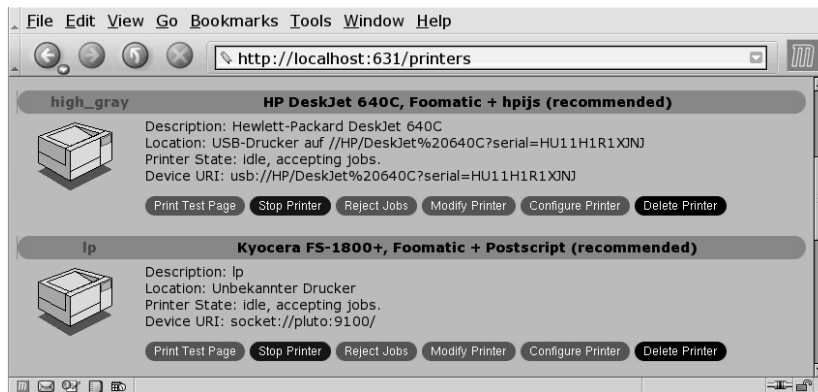 File Edit View Go Bookmarks Tools Window Help
http://localhost:631/printers
high_gray HP DeskJet 640C, Foomatic + hpijs (recommended)
Description: Hewlett-Packard DeskJet 640C
Location: USB-Drucker auf //HP/DeskJet%20640C?serial=HU11H1R1XJNJ
Printer State: idle, accepting jobs.
Device URI: usb://HP/DeskJet%20640C?serial=HU11H1R1XJNJ
Print Test Page Stop Printer Reject Jobs Modify Printer Configure Printer Delete Printer
lp Kyocera FS-1800+, Foomatic + Postscript (recommended)
Description: lp
Location: Unbekannter Drucker
Printer State: idle, accepting jobs.
Device URI: socket://pluto:9100/
Print Test Page Stop Printer Reject Jobs Modify Printer Configure Printer Delete Printer